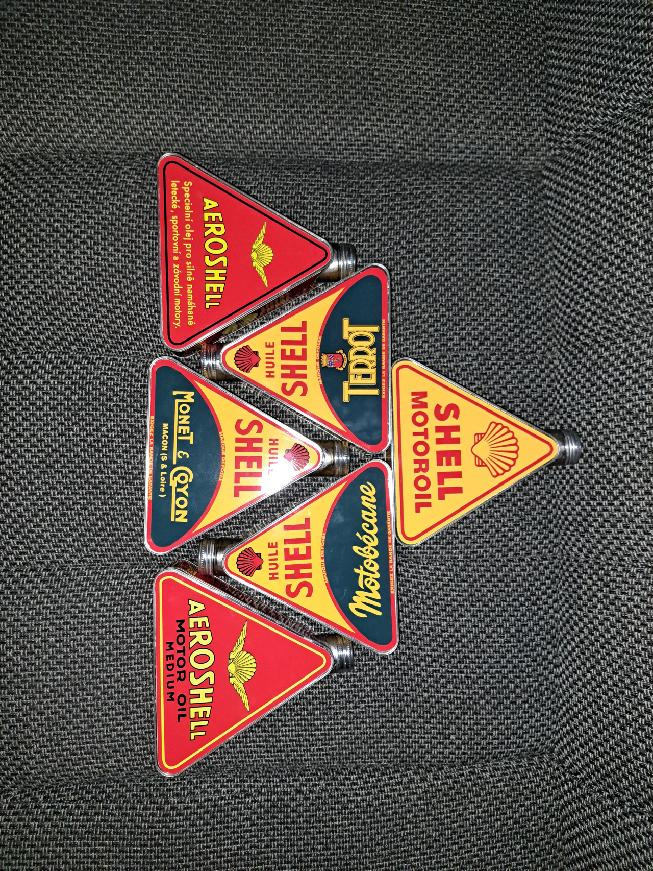 AEROSHELL
Specielní olej pro silně namáhané
letecké, sportovní a závodní motory.
HUILE
SHELL
TERROT
SHELL
MOTOROIL
HUILE
SHELL
MONET & GOYON
MACON (S & Loire)
HUILE
SHELL
Motobécane
AEROSHELL
MOTOR OIL
MEDIUM